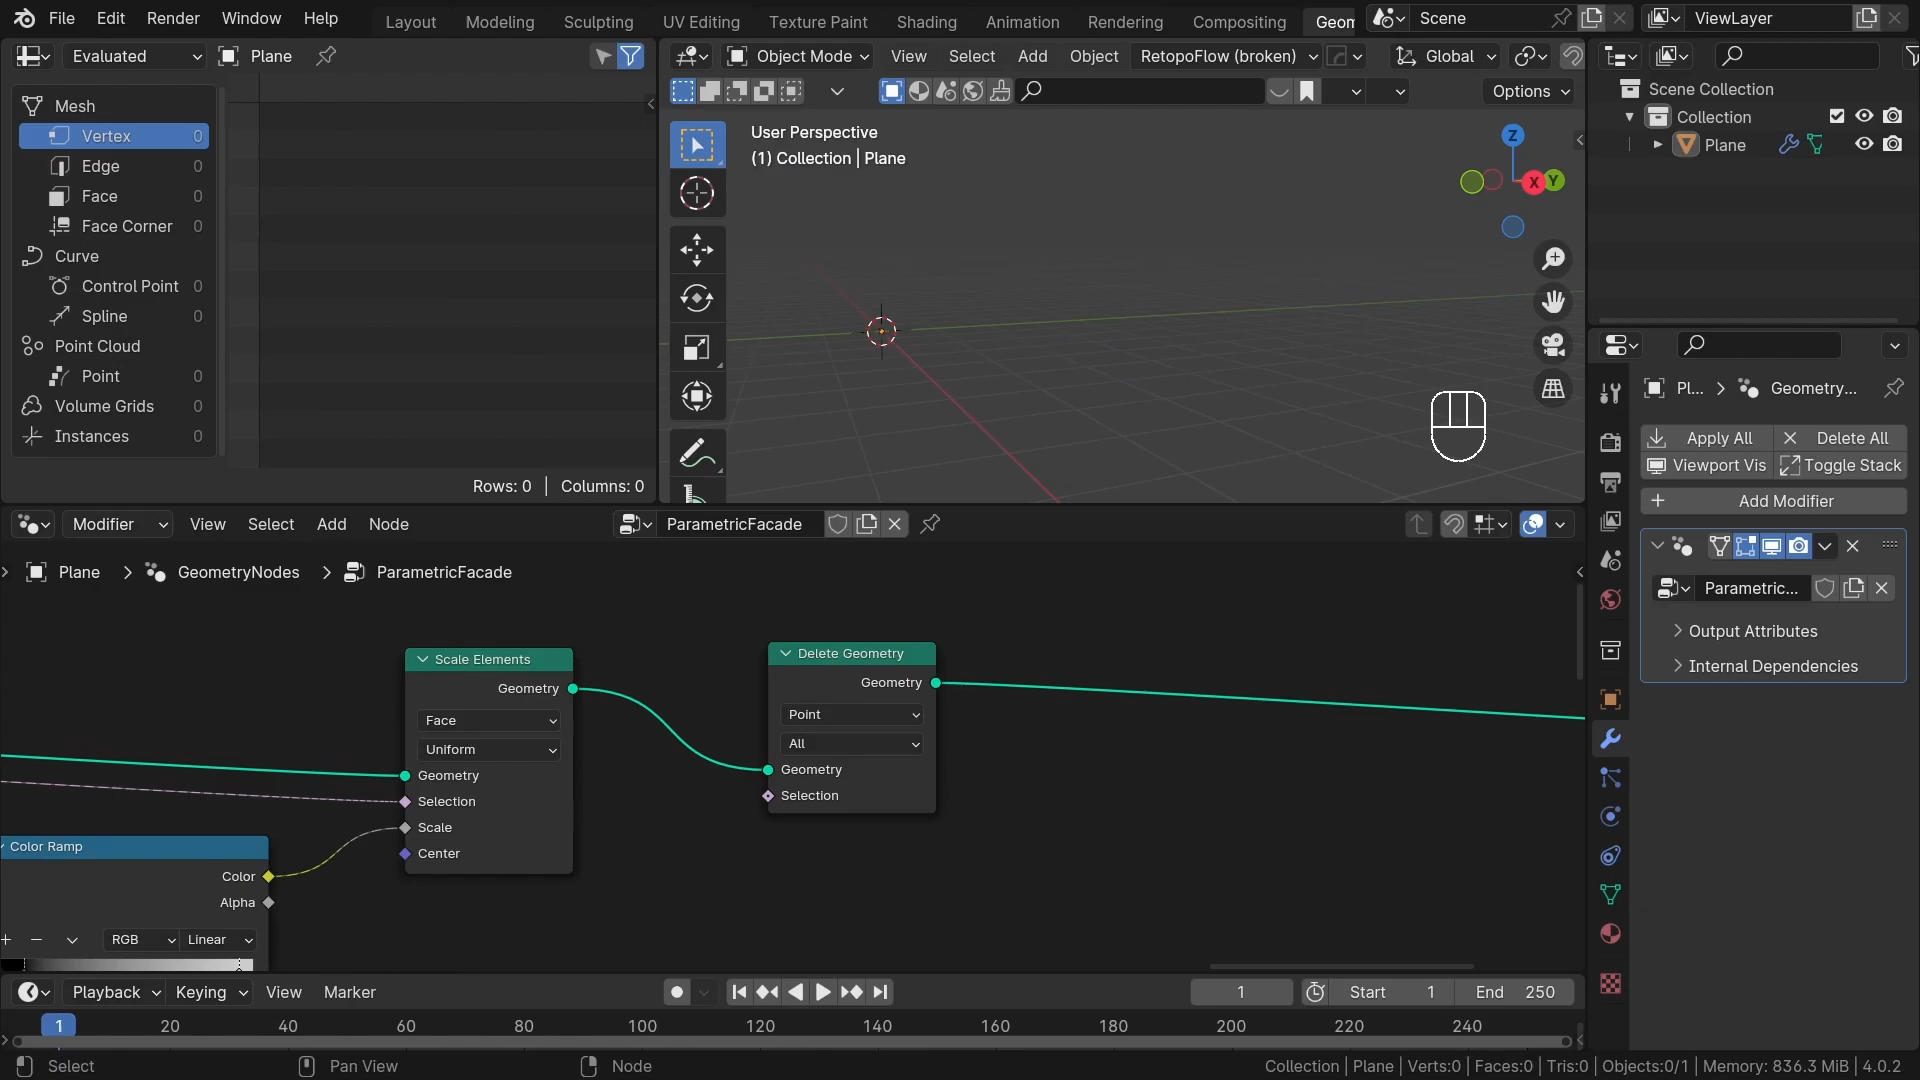 File Edit Render Window Help
Layout Modeling Sculpting UV Editing Texture Paint Shading Animation Rendering Compositing Geom
Scene
ViewLayer
Evaluated Plane
Mesh
Vertex 0
Edge 0
Face 0
Face Corner 0
Curve
Control Point 0
Spline 0
Point Cloud
Point 0
Volume Grids 0
Instances 0
Rows: 0 | Columns: 0
Object Mode View Select Add Object RetopoFlow (broken) Global
Options
User Perspective
(1) Collection | Plane
Z
X Y
Scene Collection
Collection
Plane
Pl... Geometry...
Apply All Delete All
Viewport Vis Toggle Stack
Add Modifier
Parametric...
Output Attributes
Internal Dependencies
Modifier View Select Add Node ParametricFacade
Plane > GeometryNodes > ParametricFacade
Scale Elements
Geometry
Face
Uniform
Geometry
Selection
Scale
Center
Delete Geometry
Geometry
Point
All
Geometry
Selection
Color Ramp
Color
Alpha
RGB Linear
Playback Keying View Marker
1 Start 1 End 250
1 20 40 60 80 100 120 140 160 180 200 220 240
Select Pan View Node
Collection | Plane | Verts:0 | Faces:0 | Tris:0 | Objects:0/1 | Memory: 836.3 MiB | 4.0.2